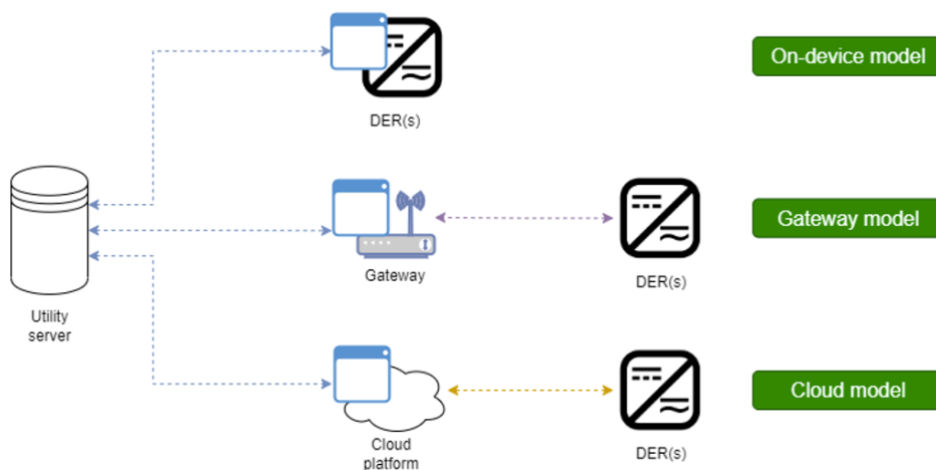 DER(s)
On-device model
Utility
server
Gateway
DER(s)
Gateway model
Cloud
platform
DER(s)
Cloud model